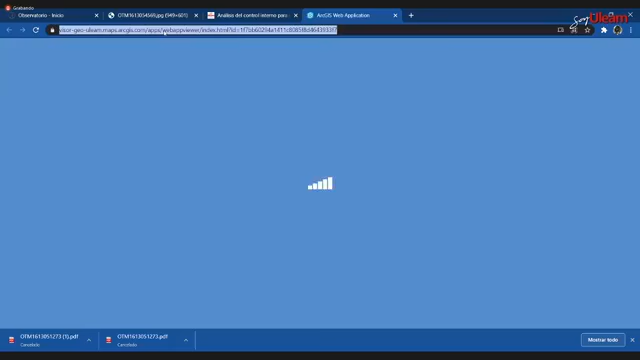 Grabando
Observatorio - Inicio
OTM1613034569.jpg (949×601)
Análisis del control interno para
ArcGIS Web Application
Soy Uleam
OTM1613051273 (1).pdf
Cancelado
OTM1613051273.pdf
Cancelado
Mostrar todo